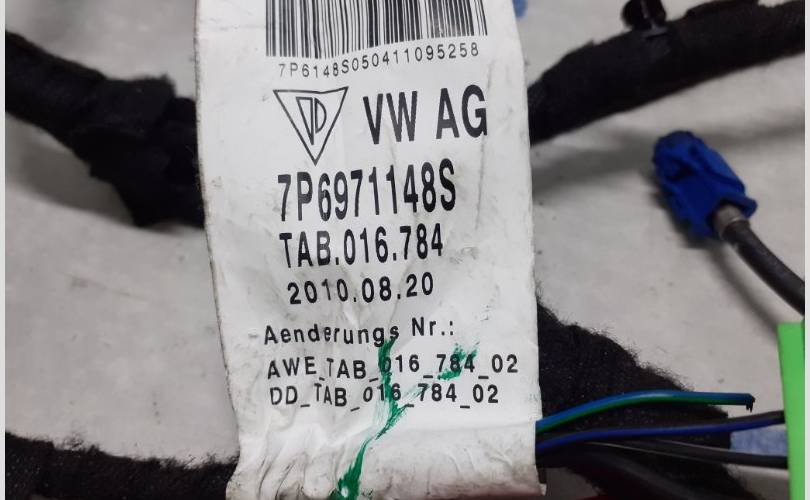 7P6148S050411095258
VW AG
7P6971148S
TAB.016.784
2010.08.20
Aenderungs Nr.:
AWE_TAB_016_784_02
DD_TAB_016_784_02